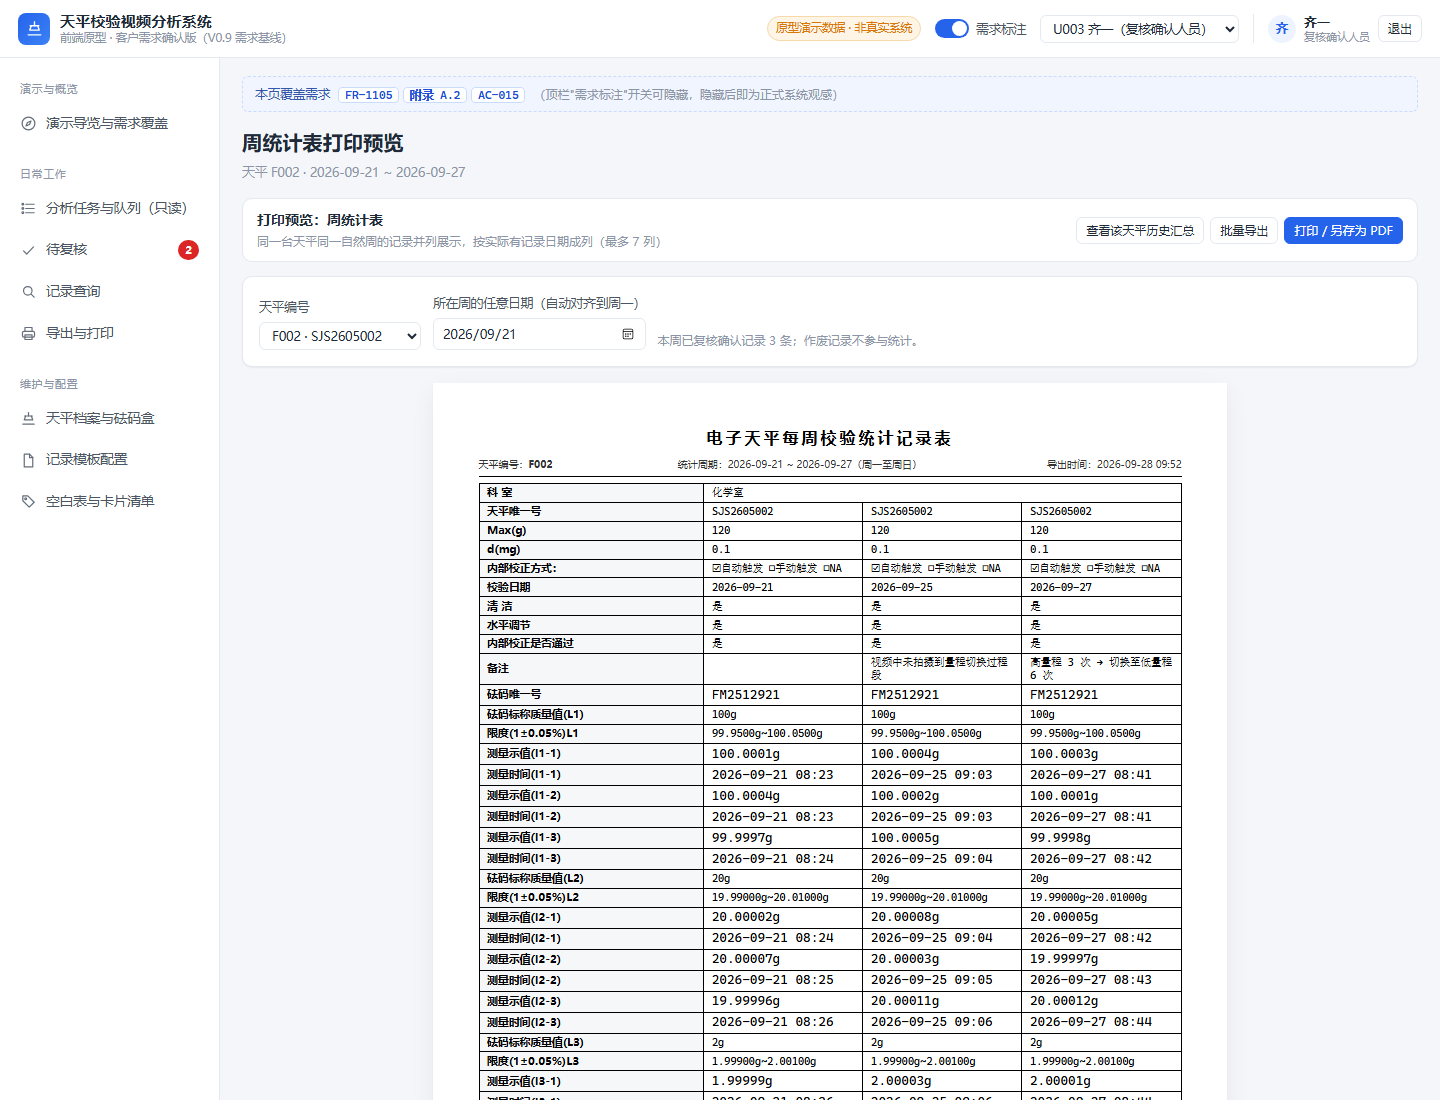 天平校验视频分析系统
前端原型 · 客户需求确认版（V0.9 需求基线）
原型演示数据 · 非真实系统
需求标注
U003 齐一（复核确认人员）
齐
齐一
复核确认人员
退出
演示与概览
演示导览与需求覆盖
日常工作
分析任务与队列（只读）
待复核
2
记录查询
导出与打印
维护与配置
天平档案与砝码盒
记录模板配置
空白表与卡片清单
本页覆盖需求 FR-1105 附录 A.2 AC-015 （顶栏"需求标注"开关可隐藏，隐藏后即为正式系统观感）
周统计表打印预览
天平 F002 · 2026-09-21 ~ 2026-09-27
打印预览：周统计表
同一台天平同一自然周的记录并列展示，按实际有记录日期成列（最多 7 列）
查看该天平历史汇总
批量导出
打印 / 另存为 PDF
天平编号
F002 · SJS2605002
所在周的任意日期（自动对齐到周一）
2026/09/21
本周已复核确认记录 3 条；作废记录不参与统计。
电子天平每周校验统计记录表
天平编号：F002 统计周期：2026-09-21 ~ 2026-09-27（周一至周日） 导出时间：2026-09-28 09:52
科 室 化学室
天平唯一号 SJS2605002 SJS2605002 SJS2605002
Max(g) 120 120 120
d(mg) 0.1 0.1 0.1
内部校正方式： ☑自动触发 □手动触发 □NA ☑自动触发 □手动触发 □NA ☑自动触发 □手动触发 □NA
校验日期 2026-09-21 2026-09-25 2026-09-27
清 洁 是 是 是
水平调节 是 是 是
内部校正是否通过 是 是 是
备注 视频中未拍摄到量程切换过程段 高量程 3 次 → 切换至低量程 6 次
砝码唯一号 FM2512921 FM2512921 FM2512921
砝码标称质量值(L1) 100g 100g 100g
限度(1±0.05%)L1 99.9500g~100.0500g 99.9500g~100.0500g 99.9500g~100.0500g
测量示值(I1-1) 100.0001g 100.0004g 100.0003g
测量时间(I1-1) 2026-09-21 08:23 2026-09-25 09:03 2026-09-27 08:41
测量示值(I1-2) 100.0004g 100.0002g 100.0001g
测量时间(I1-2) 2026-09-21 08:23 2026-09-25 09:03 2026-09-27 08:41
测量示值(I1-3) 99.9997g 100.0005g 99.9998g
测量时间(I1-3) 2026-09-21 08:24 2026-09-25 09:04 2026-09-27 08:42
砝码标称质量值(L2) 20g 20g 20g
限度(1±0.05%)L2 19.99000g~20.01000g 19.99000g~20.01000g 19.99000g~20.01000g
测量示值(I2-1) 20.00002g 20.00008g 20.00005g
测量时间(I2-1) 2026-09-21 08:24 2026-09-25 09:04 2026-09-27 08:42
测量示值(I2-2) 20.00007g 20.00003g 19.99997g
测量时间(I2-2) 2026-09-21 08:25 2026-09-25 09:05 2026-09-27 08:43
测量示值(I2-3) 19.99996g 20.00011g 20.00012g
测量时间(I2-3) 2026-09-21 08:26 2026-09-25 09:06 2026-09-27 08:44
砝码标称质量值(L3) 2g 2g 2g
限度(1±0.05%)L3 1.99900g~2.00100g 1.99900g~2.00100g 1.99900g~2.00100g
测量示值(I3-1) 1.99999g 2.00003g 2.00001g